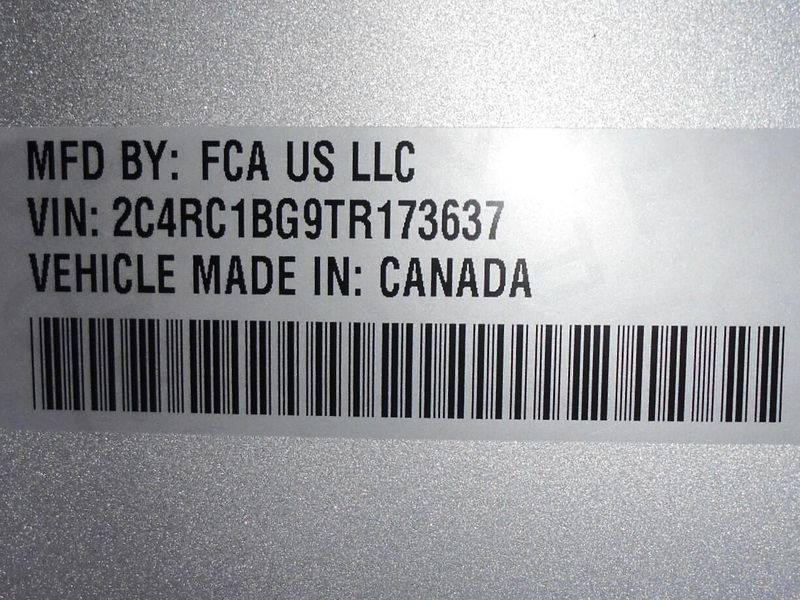 MFD BY: FCA US LLC
VIN: 2C4RC1BG9TR173637
VEHICLE MADE IN: CANADA